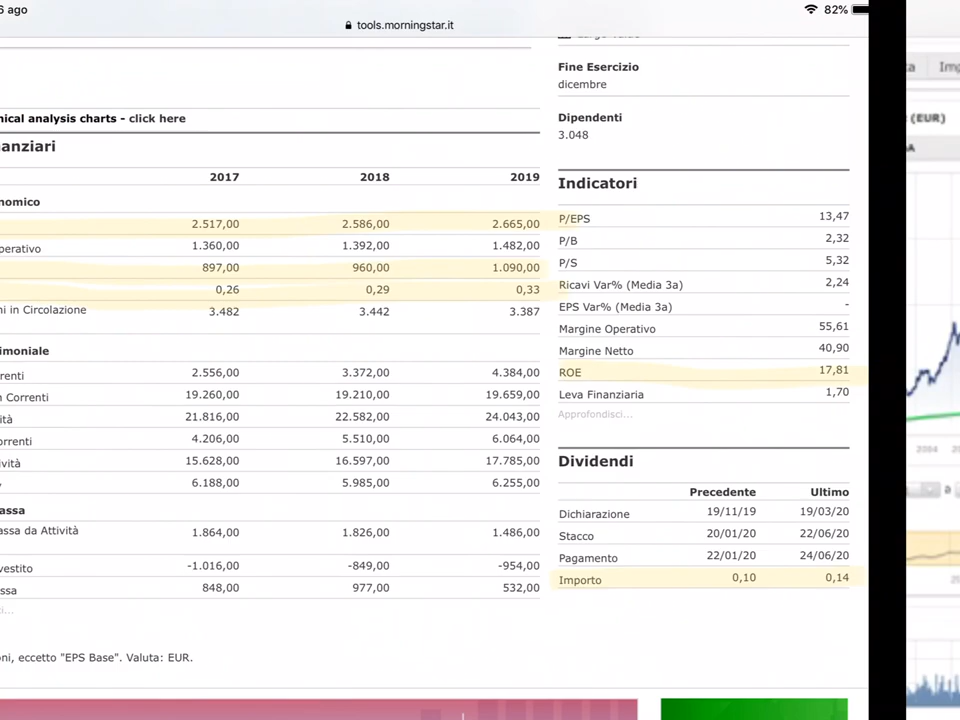 6 ago
tools.morningstar.it
82%
Fine Esercizio
dicembre
nical analysis charts - click here
Dipendenti
3.048
anziari
2017 2018 2019
Indicatori
onomico
2.517,00 2.586,00 2.665,00
P/EPS 13,47
perativo 1.360,00 1.392,00 1.482,00
P/B 2,32
897,00 960,00 1.090,00
P/S 5,32
0,26 0,29 0,33
Ricavi Var% (Media 3a) 2,24
ni in Circolazione 3.482 3.442 3.387
EPS Var% (Media 3a) -
Margine Operativo 55,61
imoniale
Margine Netto 40,90
rrenti 2.556,00 3.372,00 4.384,00
ROE 17,81
n Correnti 19.260,00 19.210,00 19.659,00
Leva Finanziaria 1,70
ità 21.816,00 22.582,00 24.043,00
Approfondisci...
orrenti 4.206,00 5.510,00 6.064,00
ività 15.628,00 16.597,00 17.785,00
Dividendi
6.188,00 5.985,00 6.255,00
Precedente Ultimo
assa
Dichiarazione 19/11/19 19/03/20
assa da Attività 1.864,00 1.826,00 1.486,00
Stacco 20/01/20 22/06/20
Pagamento 22/01/20 24/06/20
vestito -1.016,00 -849,00 -954,00
Importo 0,10 0,14
ssa 848,00 977,00 532,00
oni, eccetto "EPS Base". Valuta: EUR.
(EUR)
2004